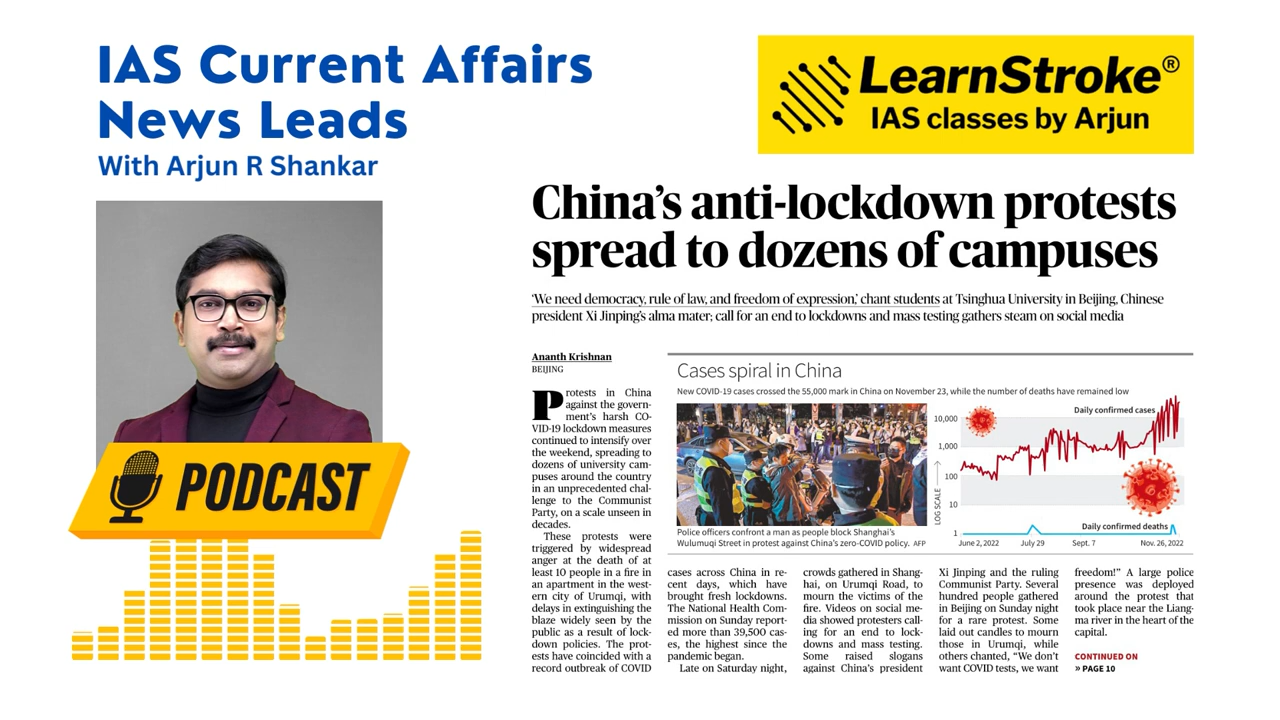 IAS Current Affairs
News Leads
With Arjun R Shankar
LearnStroke®
IAS classes by Arjun
PODCAST
China’s anti-lockdown protests
spread to dozens of campuses
‘We need democracy, rule of law, and freedom of expression,’ chant students at Tsinghua University in Beijing, Chinese
president Xi Jinping’s alma mater; call for an end to lockdowns and mass testing gathers steam on social media
Ananth Krishnan
BEIJING
Protests in China
against the govern-
ment’s harsh CO-
VID-19 lockdown measures
continued to intensify over
the weekend, spreading to
dozens of university cam-
puses around the country
in an unprecedented chal-
lenge to the Communist
Party, on a scale unseen in
decades.
These protests were
triggered by widespread
anger at the death of at
least 10 people in a fire in
an apartment in the west-
ern city of Urumqi, with
delays in extinguishing the
blaze widely seen by the
public as a result of lock-
down policies. The prot-
ests have coincided with a
record outbreak of COVID
Cases spiral in China
New COVID-19 cases crossed the 55,000 mark in China on November 23, while the number of deaths have remained low
Police officers confront a man as people block Shanghai’s
Wulumuqi Street in protest against China’s zero-COVID policy. AFP
Daily confirmed cases
10,000
1,000
100
10
1
LOG SCALE
Daily confirmed deaths
June 2, 2022 July 29 Sept. 7 Nov. 26, 2022
cases across China in re-
cent days, which have
brought fresh lockdowns.
The National Health Com-
mission on Sunday report-
ed more than 39,500 cas-
es, the highest since the
pandemic began.
Late on Saturday night,
crowds gathered in Shang-
hai, on Urumqi Road, to
mourn the victims of the
fire. Videos on social me-
dia showed protesters call-
ing for an end to lock-
downs and mass testing.
Some raised slogans
against China’s president
Xi Jinping and the ruling
Communist Party. Several
hundred people gathered
in Beijing on Sunday night
for a rare protest. Some
laid out candles to mourn
those in Urumqi, while
others chanted, “We don’t
want COVID tests, we want
freedom!” A large police
presence was deployed
around the protest that
took place near the Liang-
ma river in the heart of the
capital.
CONTINUED ON
» PAGE 10